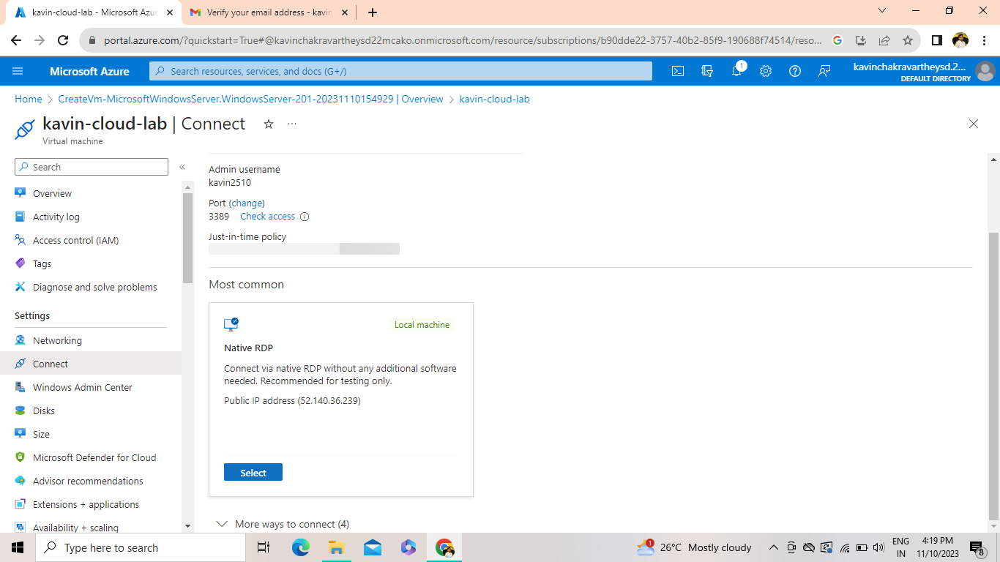 kavin-cloud-lab - Microsoft Azur
Verify your email address - kavin
portal.azure.com/?quickstart=True#@kavinchakravartheysd22mcako.onmicrosoft.com/resource/subscriptions/b90dde22-3757-40b2-85f9-190688f74514/reso...
Microsoft Azure
Search resources, services, and docs (G+/)
1
kavinchakravartheysd.2...
DEFAULT DIRECTORY
Home > CreateVm-MicrosoftWindowsServer.WindowsServer-201-20231110154929 | Overview > kavin-cloud-lab
kavin-cloud-lab | Connect
Virtual machine
Search
Overview
Activity log
Access control (IAM)
Tags
Diagnose and solve problems
Settings
Networking
Connect
Windows Admin Center
Disks
Size
Microsoft Defender for Cloud
Advisor recommendations
Extensions + applications
Availability + scaling
Admin username
kavin2510
Port (change)
3389 Check access
Just-in-time policy
Most common
Local machine
Native RDP
Connect via native RDP without any additional software
needed. Recommended for testing only.
Public IP address (52.140.36.239)
Select
More ways to connect (4)
Type here to search
1
26°C Mostly cloudy
ENG
IN
4:19 PM
11/10/2023
8